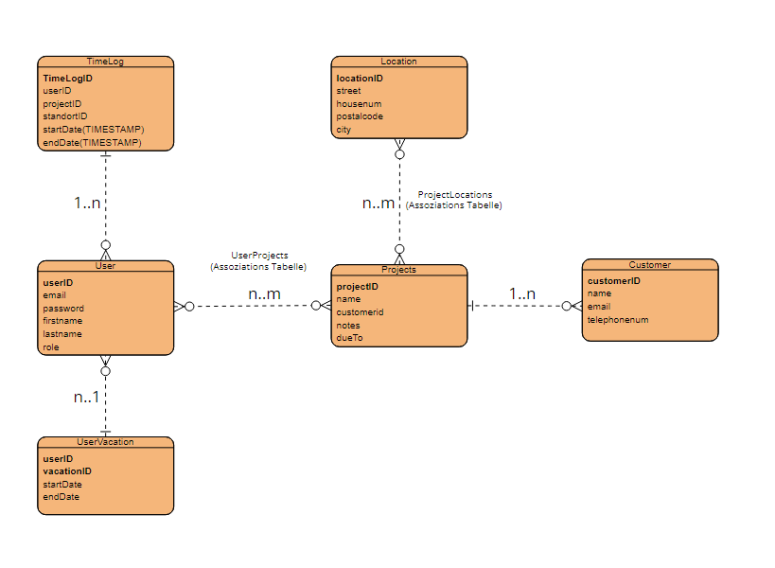 TimeLog
TimeLogID
userID
projectID
standortID
startDate(TIMESTAMP)
endDate(TIMESTAMP)
Location
locationID
street
housenum
postalcode
city
1..n
n..m
ProjectLocations
(Assoziations Tabelle)
User
userID
email
password
firstname
lastname
role
UserProjects
(Assoziations Tabelle)
n..m
Projects
projectID
name
customerid
notes
dueTo
1..n
Customer
customerID
name
email
telephonenum
n..1
UserVacation
userID
vacationID
startDate
endDate